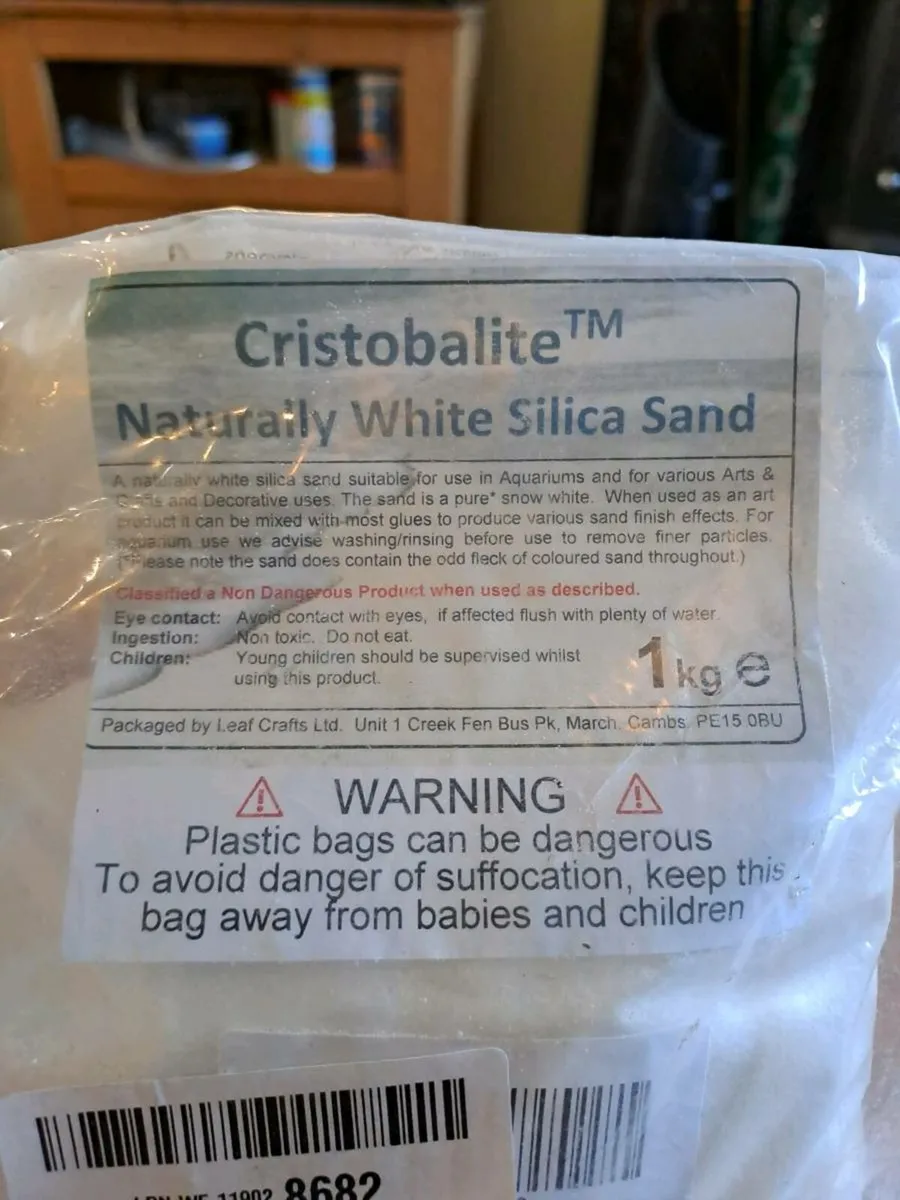 Cristobalite™
Naturally White Silica Sand
A naturally white silica sand suitable for use in Aquariums and for various Arts &
Crafts and Decorative uses. The sand is a pure* snow white. When used as an art
product it can be mixed with most glues to produce various sand finish effects. For
aquarium use we advise washing/rinsing before use to remove finer particles.
(*Please note the sand does contain the odd fleck of coloured sand throughout.)
Classified a Non Dangerous Product when used as described.
Eye contact: Avoid contact with eyes, if affected flush with plenty of water.
Ingestion: Non toxic. Do not eat.
Children: Young children should be supervised whilst
using this product.
1kg e
Packaged by Leaf Crafts Ltd. Unit 1 Creek Fen Bus Pk, March. Cambs. PE15 0BU
WARNING
Plastic bags can be dangerous
To avoid danger of suffocation, keep this
bag away from babies and children
8682